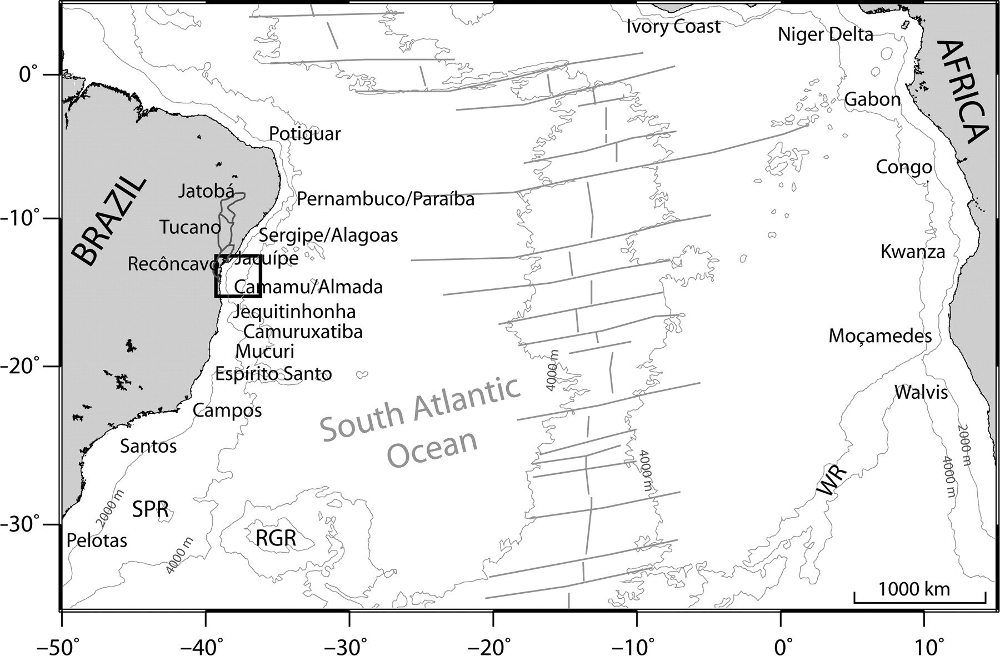 Ivory Coast
Niger Delta
AFRICA
0°
Gabon
Potiguar
Congo
BRAZIL
Jatobá
Pernambuco/Paraíba
–10°
Tucano
Sergipe/Alagoas
Kwanza
Jacuípe
Recôncavo
Camamu/Almada
Jequitinhonha
Camuruxatiba
Moçamedes
Mucuri
–20°
4000 m
Espírito Santo
South Atlantic
Ocean
Walvis
Campos
Santos
2000 m
4000 m
4000 m
WR
2000 m
SPR
–30°
RGR
Pelotas
4000 m
1000 km
–50°
–40°
–30°
–20°
–10°
0°
10°